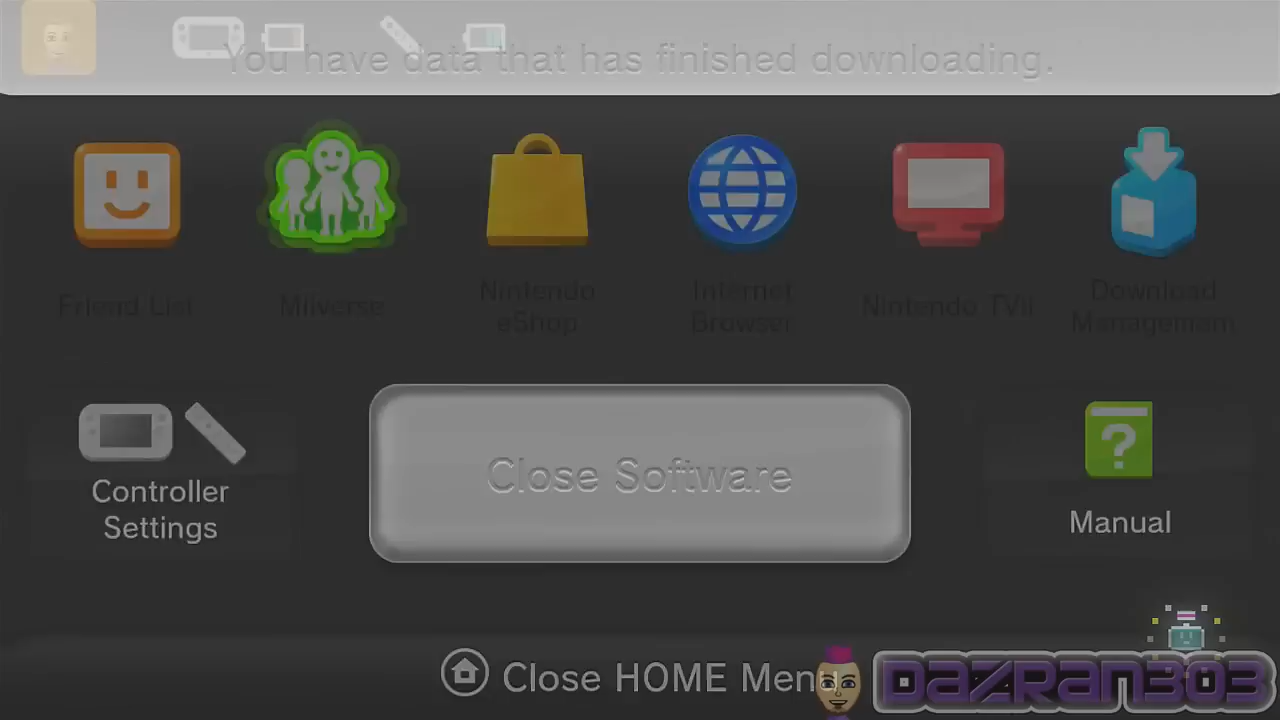 You have data that has finished downloading.
Friend List
Miiverse
Nintendo
eShop
Internet
Browser
Nintendo TVii
Download
Management
Controller
Settings
Close Software
Manual
Close HOME Menu
DAZRAN303